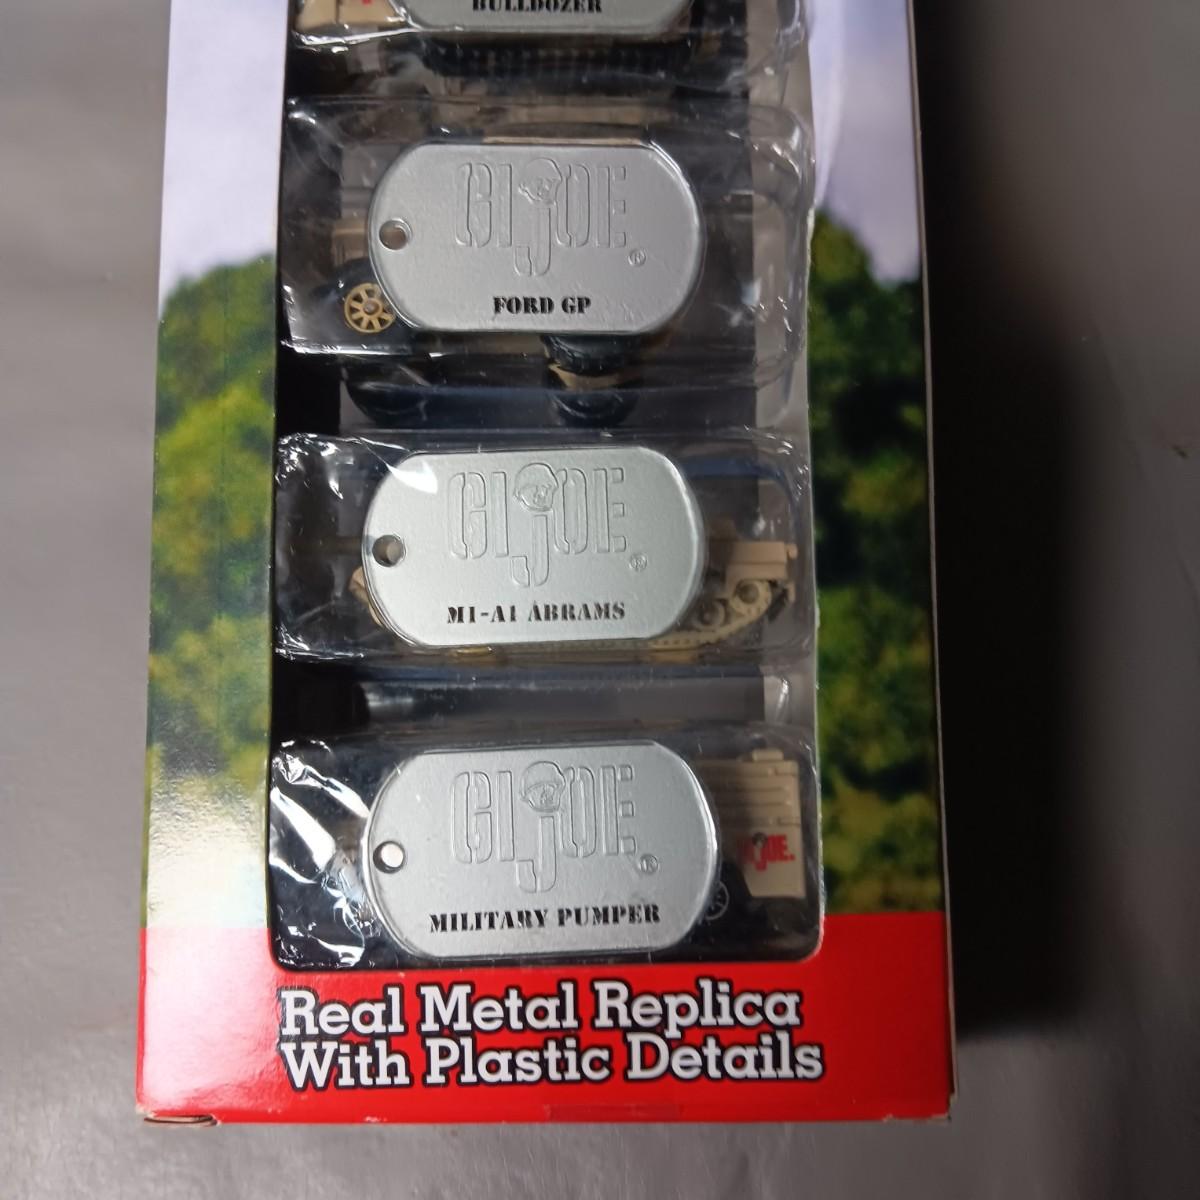 BULLDOZER
GI JOE
®
FORD GP
GI JOE
®
M1-A1 ABRAMS
GI JOE
®
JOE.
MILITARY PUMPER
Real Metal Replica
With Plastic Details